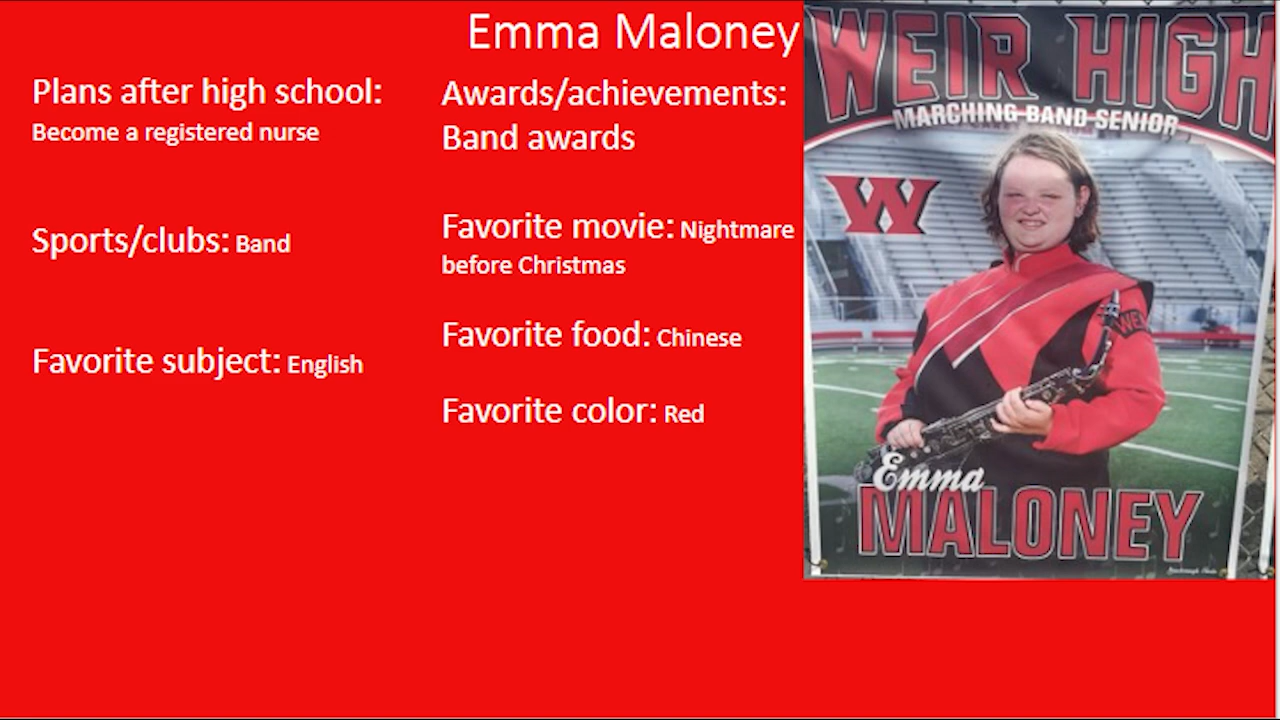 Emma Maloney
Plans after high school:
Become a registered nurse
Sports/clubs: Band
Favorite subject: English
Awards/achievements:
Band awards
Favorite movie: Nightmare
before Christmas
Favorite food: Chinese
Favorite color: Red
WEIR HIGH
MARCHING BAND SENIOR
W
WEI
Emma
MALONEY